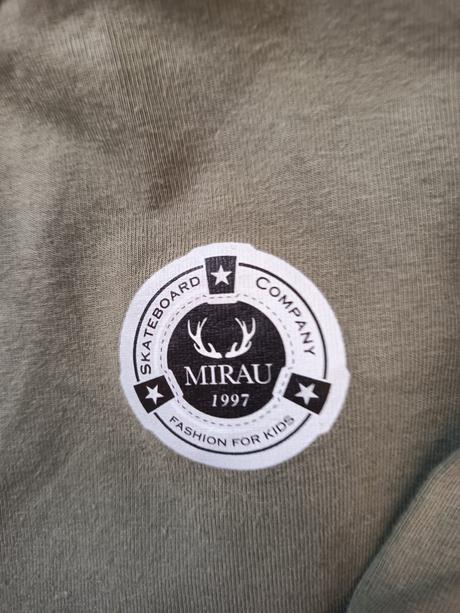 SKATEBOARD COMPANY
MIRAU
1997
FASHION FOR KIDS